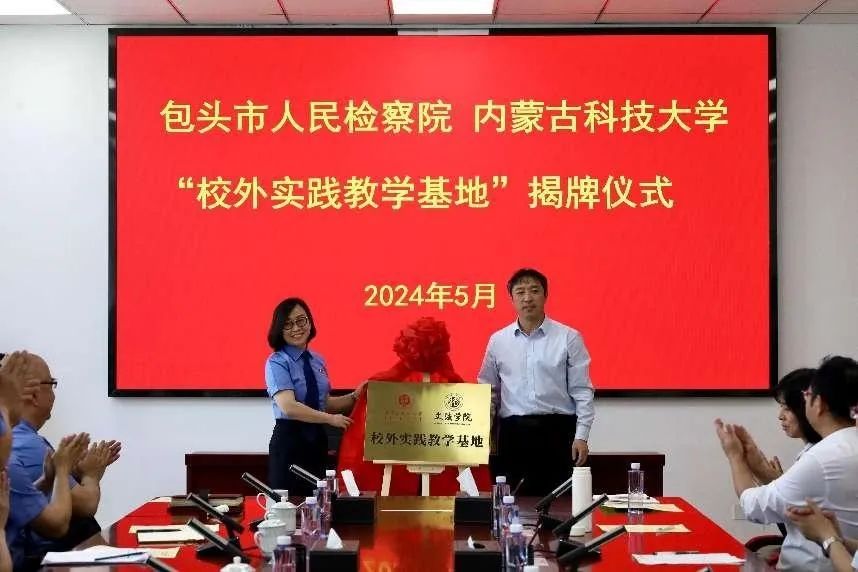 包头市人民检察院 内蒙古科技大学
“校外实践教学基地”揭牌仪式
2024年5月
文法学院
校外实践教学基地